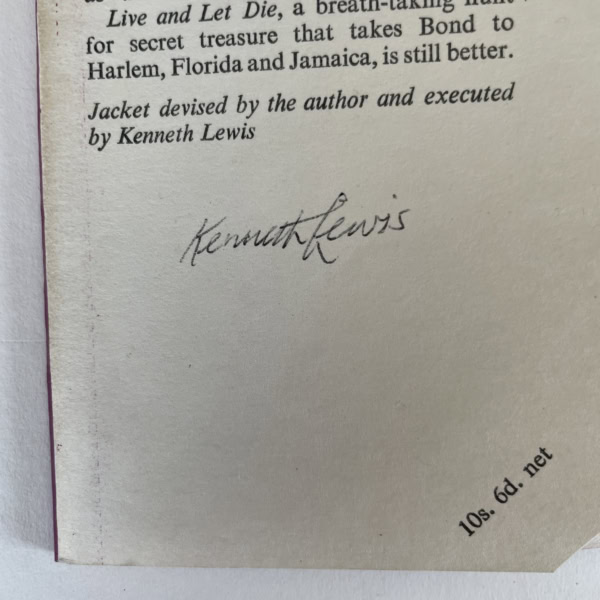 Live and Let Die, a breath-taking hunt
for secret treasure that takes Bond to
Harlem, Florida and Jamaica, is still better.
Jacket devised by the author and executed
by Kenneth Lewis
Kenneth Lewis
10s. 6d. net